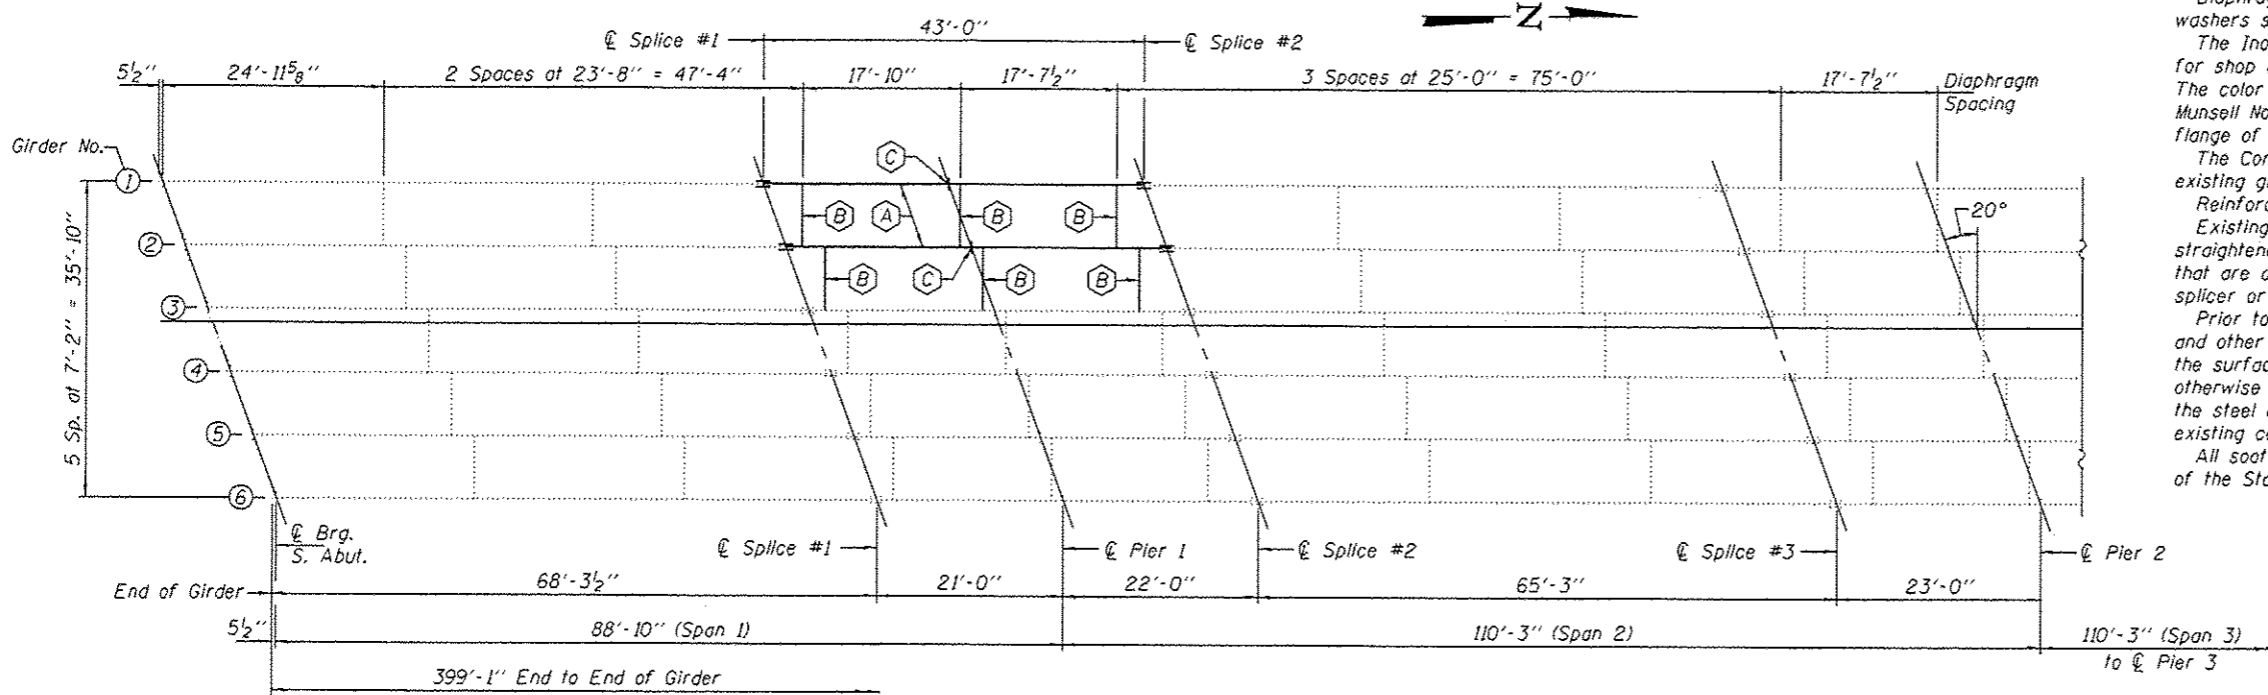 N
43'-0''
℄ Splice #1
℄ Splice #2
5½''
24'-11⅝''
2 Spaces at 23'-8'' = 47'-4''
17'-10''
17'-7½''
3 Spaces at 25'-0'' = 75'-0''
17'-7½''
Diaphragm
Spacing
Girder No.
1
2
3
4
5
6
5 Sp. at 7'-2'' = 35'-10''
C
B
A
B
B
B
C
B
B
20°
℄ Brg.
S. Abut.
℄ Splice #1
℄ Pier 1
℄ Splice #2
℄ Splice #3
℄ Pier 2
End of Girder
68'-3½''
21'-0''
22'-0''
65'-3''
23'-0''
5½''
88'-10'' (Span 1)
110'-3'' (Span 2)
110'-3'' (Span 3)
to ℄ Pier 3
399'-1'' End to End of Girder
washers s
The Ino
for shop
The color
Munsell No
flange of
The Con
existing g
Reinfor
Existing
straighten
that are
splicer or
Prior to
and other
the surfac
otherwise
the steel
existing c
All soot
of the Sta